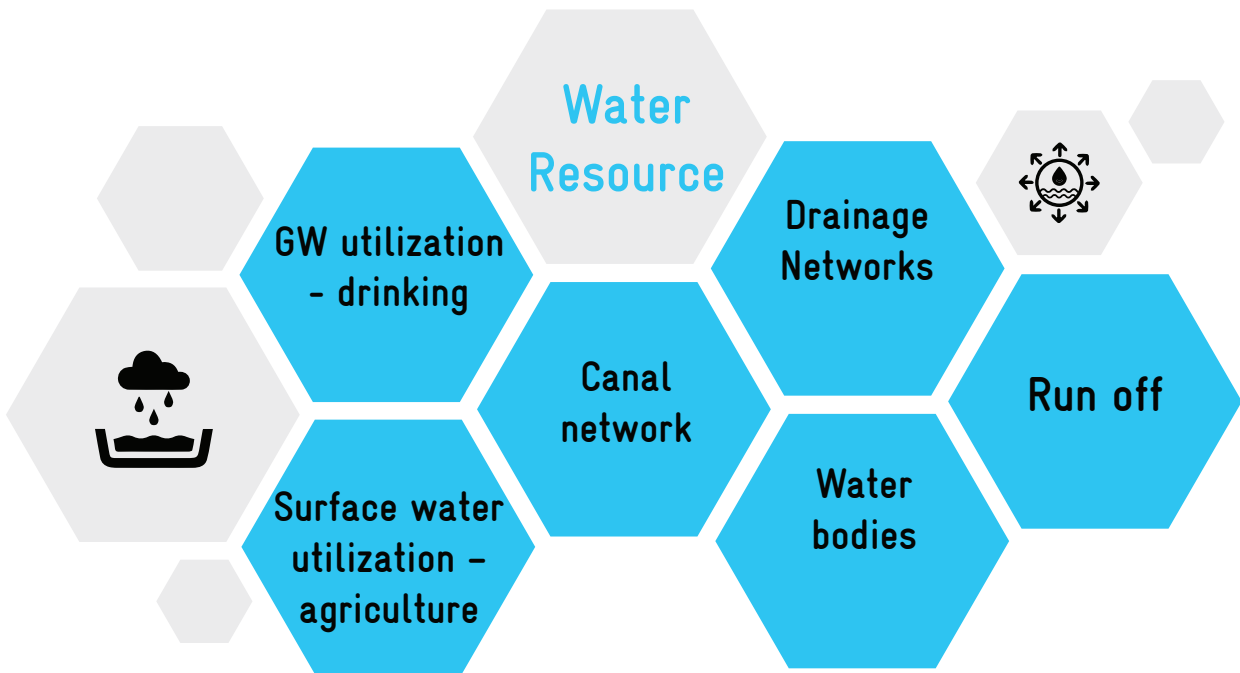 Water
Resource
GW utilization
- drinking
Drainage
Networks
Canal
network
Run off
Surface water
utilization –
agriculture
Water
bodies